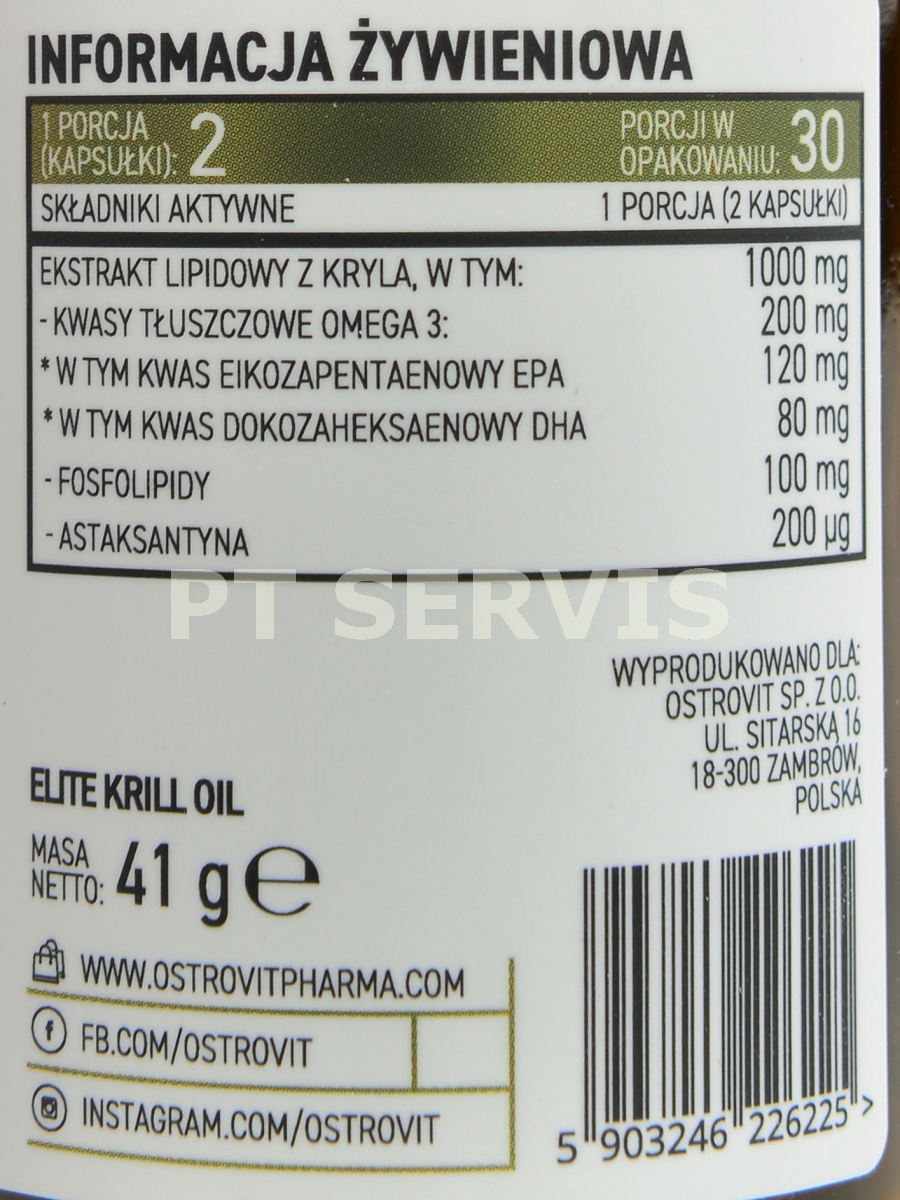 INFORMACJA ŻYWIENIOWA
1 PORCJA (KAPSUŁKI): 2
PORCJI W OPAKOWANIU: 30
SKŁADNIKI AKTYWNE 1 PORCJA (2 KAPSUŁKI)
EKSTRAKT LIPIDOWY Z KRYLA, W TYM: 1000 mg
- KWASY TŁUSZCZOWE OMEGA 3: 200 mg
* W TYM KWAS EIKOZAPENTAENOWY EPA 120 mg
* W TYM KWAS DOKOZAHEKSAENOWY DHA 80 mg
- FOSFOLIPIDY 100 mg
- ASTAKSANTYNA 200 µg
PT SERVIS
WYPRODUKOWANO DLA:
OSTROVIT SP. Z O.O.
UL. SITARSKA 16
18-300 ZAMBRÓW,
POLSKA
ELITE KRILL OIL
MASA
NETTO: 41 g ℮
WWW.OSTROVITPHARMA.COM
FB.COM/OSTROVIT
INSTAGRAM.COM/OSTROVIT
5 903246 226225 >